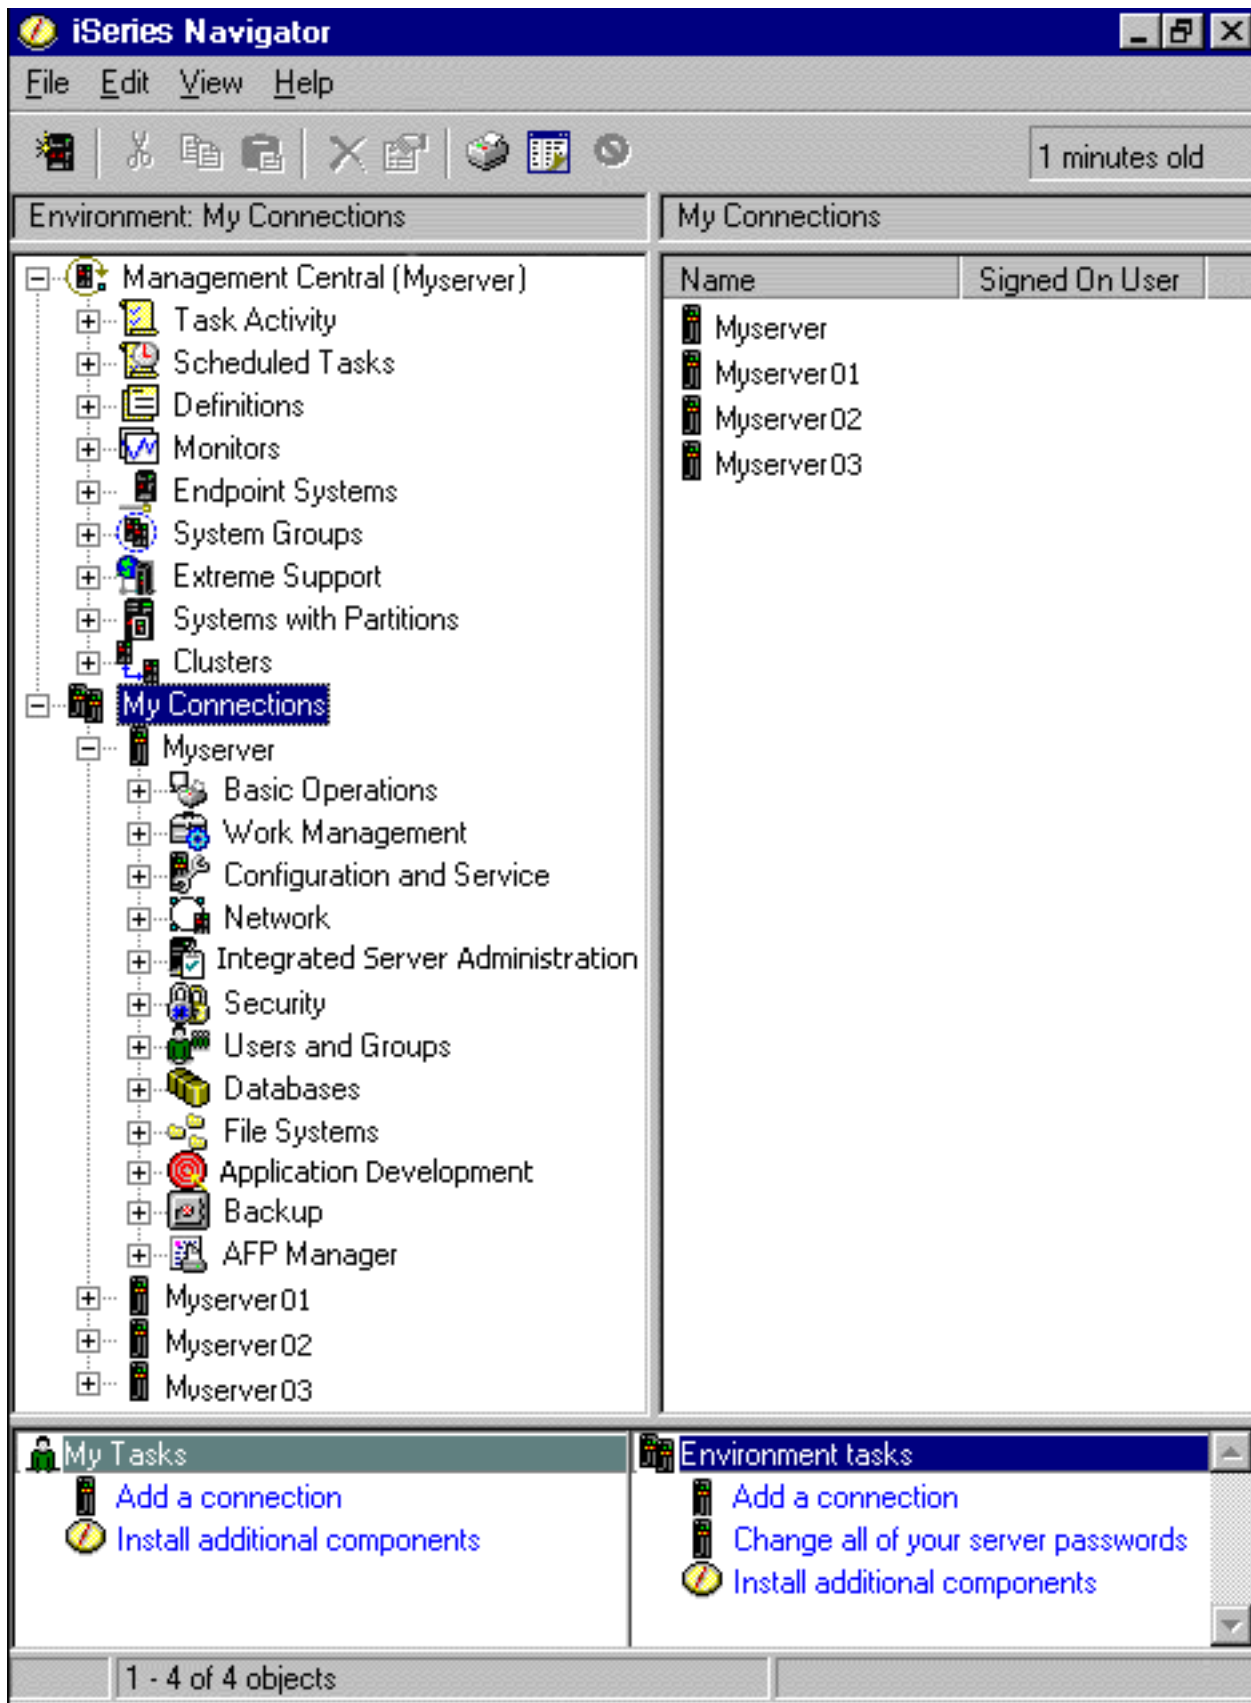 iSeries Navigator
File Edit View Help
1 minutes old
Environment: My Connections
My Connections
Management Central (Myserver)
Task Activity
Scheduled Tasks
Definitions
Monitors
Endpoint Systems
System Groups
Extreme Support
Systems with Partitions
Clusters
My Connections
Myserver
Basic Operations
Work Management
Configuration and Service
Network
Integrated Server Administration
Security
Users and Groups
Databases
File Systems
Application Development
Backup
AFP Manager
Myserver01
Myserver02
Myserver03
Name Signed On User
Myserver
Myserver01
Myserver02
Myserver03
My Tasks
Add a connection
Install additional components
Environment tasks
Add a connection
Change all of your server passwords
Install additional components
1 - 4 of 4 objects